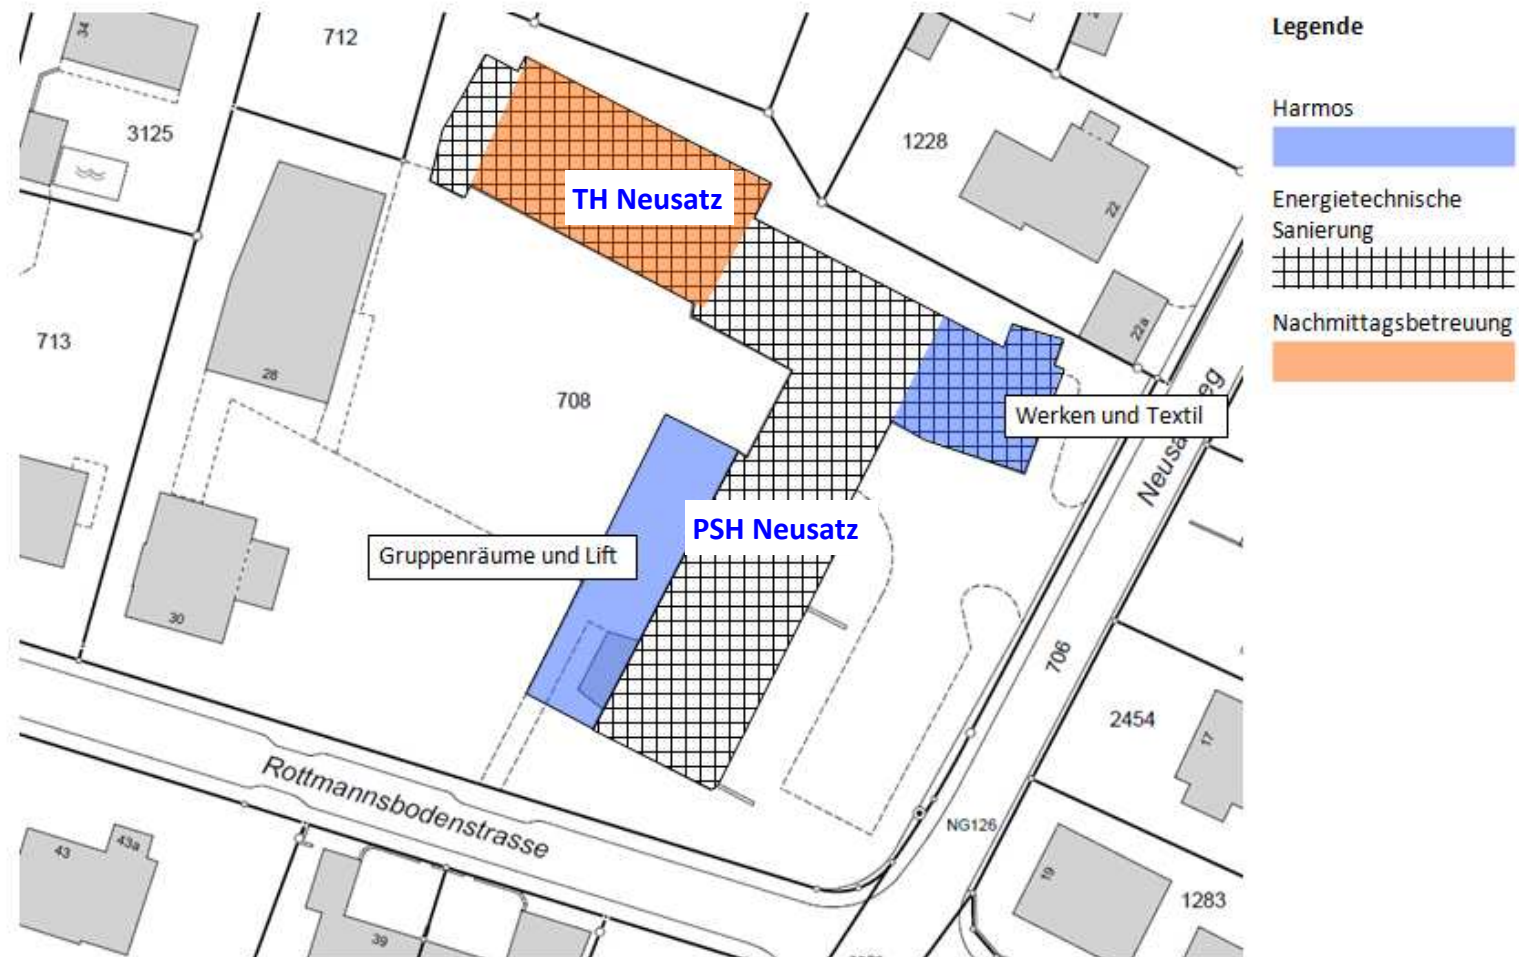 Legende
34
712
3125
1228
Harmos
TH Neusatz
22
Energietechnische
Sanierung
22a
Nachmittagsbetreuung
713
28
708
Werken und Textil
PSH Neusatz
Gruppenräume und Lift
30
706
2454
17
Rottmannsbodenstrasse
NG126
43
43a
19
1283
39